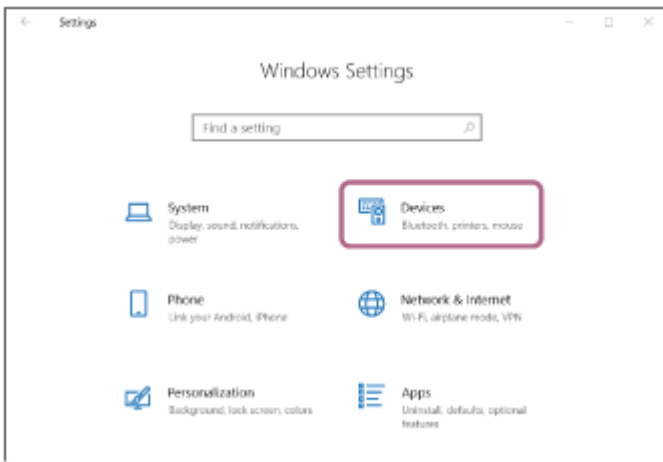 Settings
Windows Settings
Find a setting
System
Display, sound, notifications,
power
Devices
Bluetooth, printers, mouse
Phone
Link your Android, iPhone
Network & Internet
Wi-Fi, airplane mode, VPN
Personalization
Background, lock screen, colors
Apps
Uninstall, defaults, optional
features